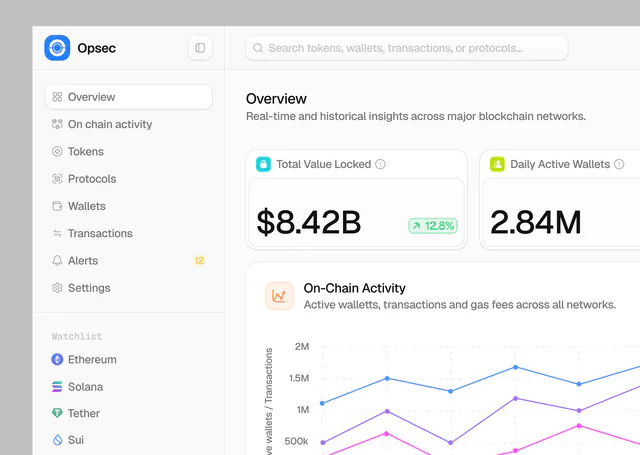 Opsec
Search tokens, wallets, transactions, or protocols...
Overview
On chain activity
Tokens
Protocols
Wallets
Transactions
Alerts
12
Settings
Watchlist
Ethereum
Solana
Tether
Sui
Overview
Real-time and historical insights across major blockchain networks.
Total Value Locked
$8.42B
12.8%
Daily Active Wallets
2.84M
On-Chain Activity
Active walletts, transactions and gas fees across all networks.
2M
1.5M
1M
500k
ve wallets / Transactions